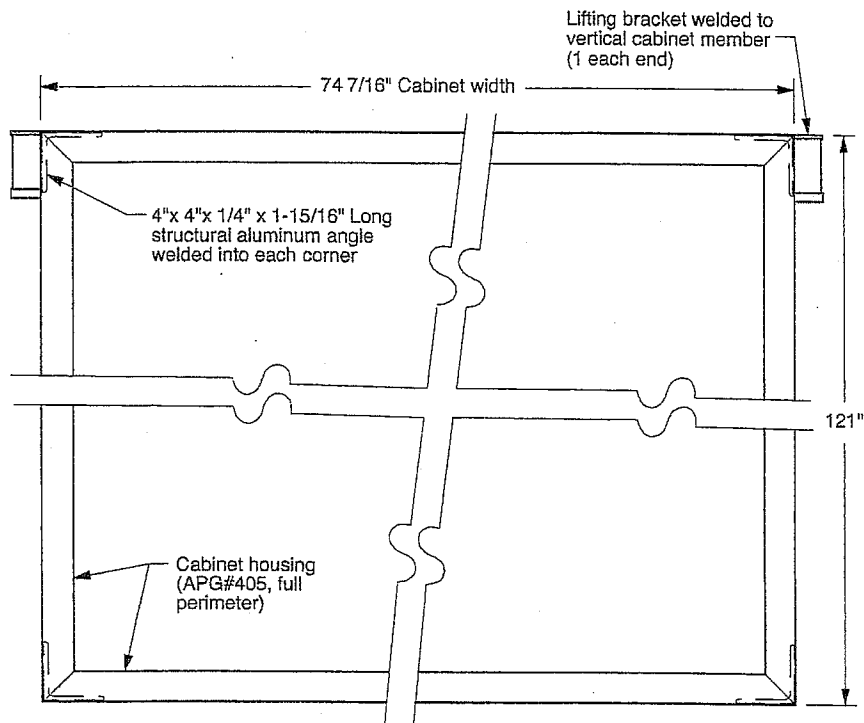 Lifting bracket welded to
vertical cabinet member
(1 each end)
74 7/16" Cabinet width
4"x 4"x 1/4" x 1-15/16" Long
structural aluminum angle
welded into each corner
121"
Cabinet housing
(APG#405, full
perimeter)